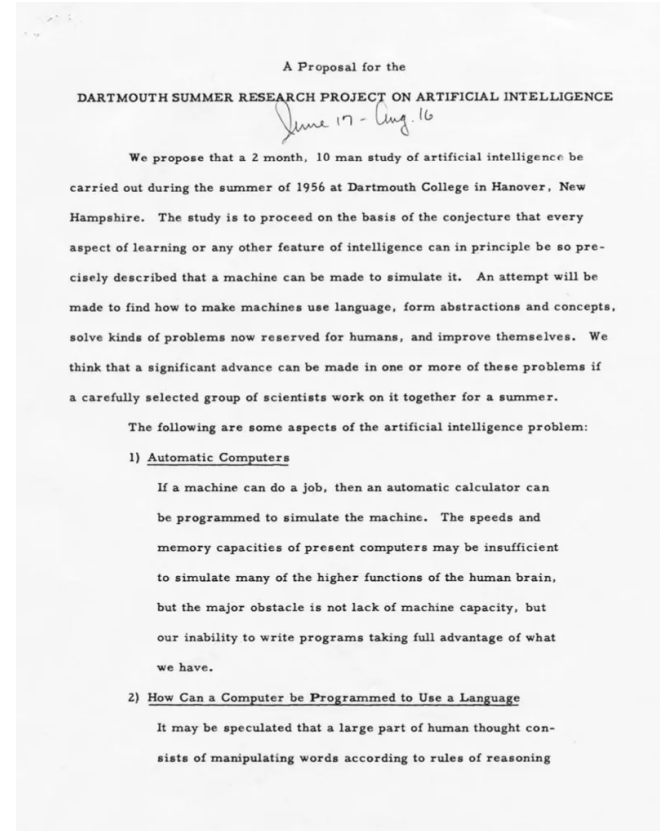 A Proposal for the
DARTMOUTH SUMMER RESEARCH PROJECT ON ARTIFICIAL INTELLIGENCE
June 17 - Aug. 16
We propose that a 2 month, 10 man study of artificial intelligence be
carried out during the summer of 1956 at Dartmouth College in Hanover, New
Hampshire. The study is to proceed on the basis of the conjecture that every
aspect of learning or any other feature of intelligence can in principle be so pre-
cisely described that a machine can be made to simulate it. An attempt will be
made to find how to make machines use language, form abstractions and concepts,
solve kinds of problems now reserved for humans, and improve themselves. We
think that a significant advance can be made in one or more of these problems if
a carefully selected group of scientists work on it together for a summer.
The following are some aspects of the artificial intelligence problem:
1) Automatic Computers
If a machine can do a job, then an automatic calculator can
be programmed to simulate the machine. The speeds and
memory capacities of present computers may be insufficient
to simulate many of the higher functions of the human brain,
but the major obstacle is not lack of machine capacity, but
our inability to write programs taking full advantage of what
we have.
2) How Can a Computer be Programmed to Use a Language
It may be speculated that a large part of human thought con-
sists of manipulating words according to rules of reasoning